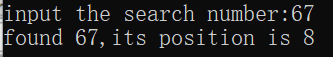 input the search number:67
found 67,its position is 8